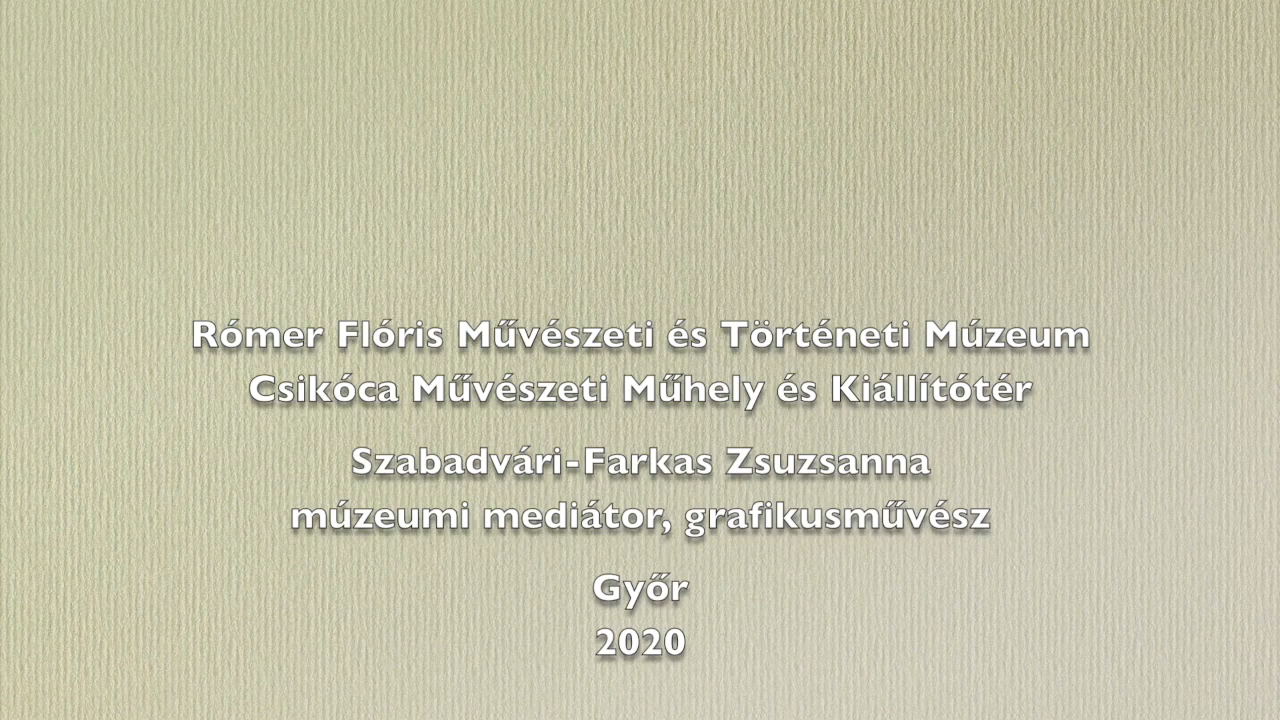 Rómer Flóris Művészeti és Történeti Múzeum
Csikóca Művészeti Műhely és Kiállítótér
Szabadvári-Farkas Zsuzsanna
múzeumi mediátor, grafikusművész
Győr
2020